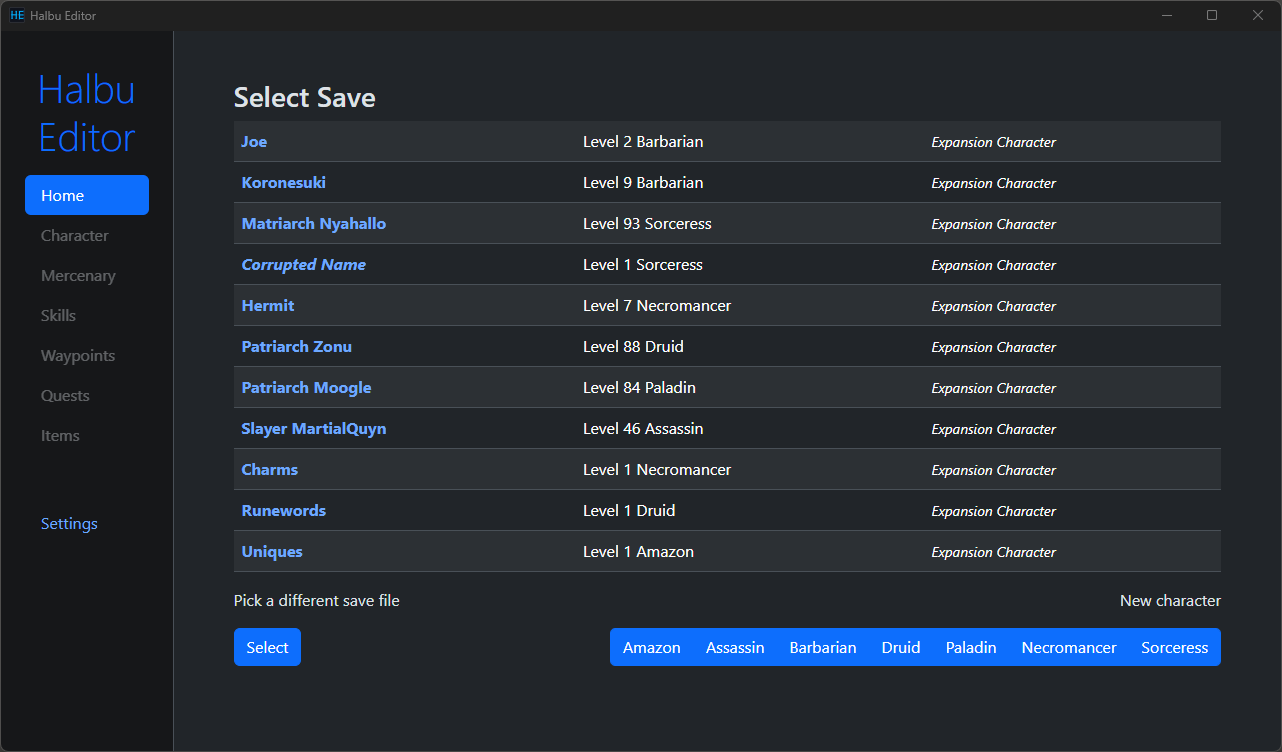 HE Halbu Editor
Halbu
Editor
Home
Character
Mercenary
Skills
Waypoints
Quests
Items
Settings
Select Save
Joe Level 2 Barbarian Expansion Character
Koronesuki Level 9 Barbarian Expansion Character
Matriarch Nyahallo Level 93 Sorceress Expansion Character
Corrupted Name Level 1 Sorceress Expansion Character
Hermit Level 7 Necromancer Expansion Character
Patriarch Zonu Level 88 Druid Expansion Character
Patriarch Moogle Level 84 Paladin Expansion Character
Slayer MartialQuyn Level 46 Assassin Expansion Character
Charms Level 1 Necromancer Expansion Character
Runewords Level 1 Druid Expansion Character
Uniques Level 1 Amazon Expansion Character
Pick a different save file New character
Select Amazon Assassin Barbarian Druid Paladin Necromancer Sorceress